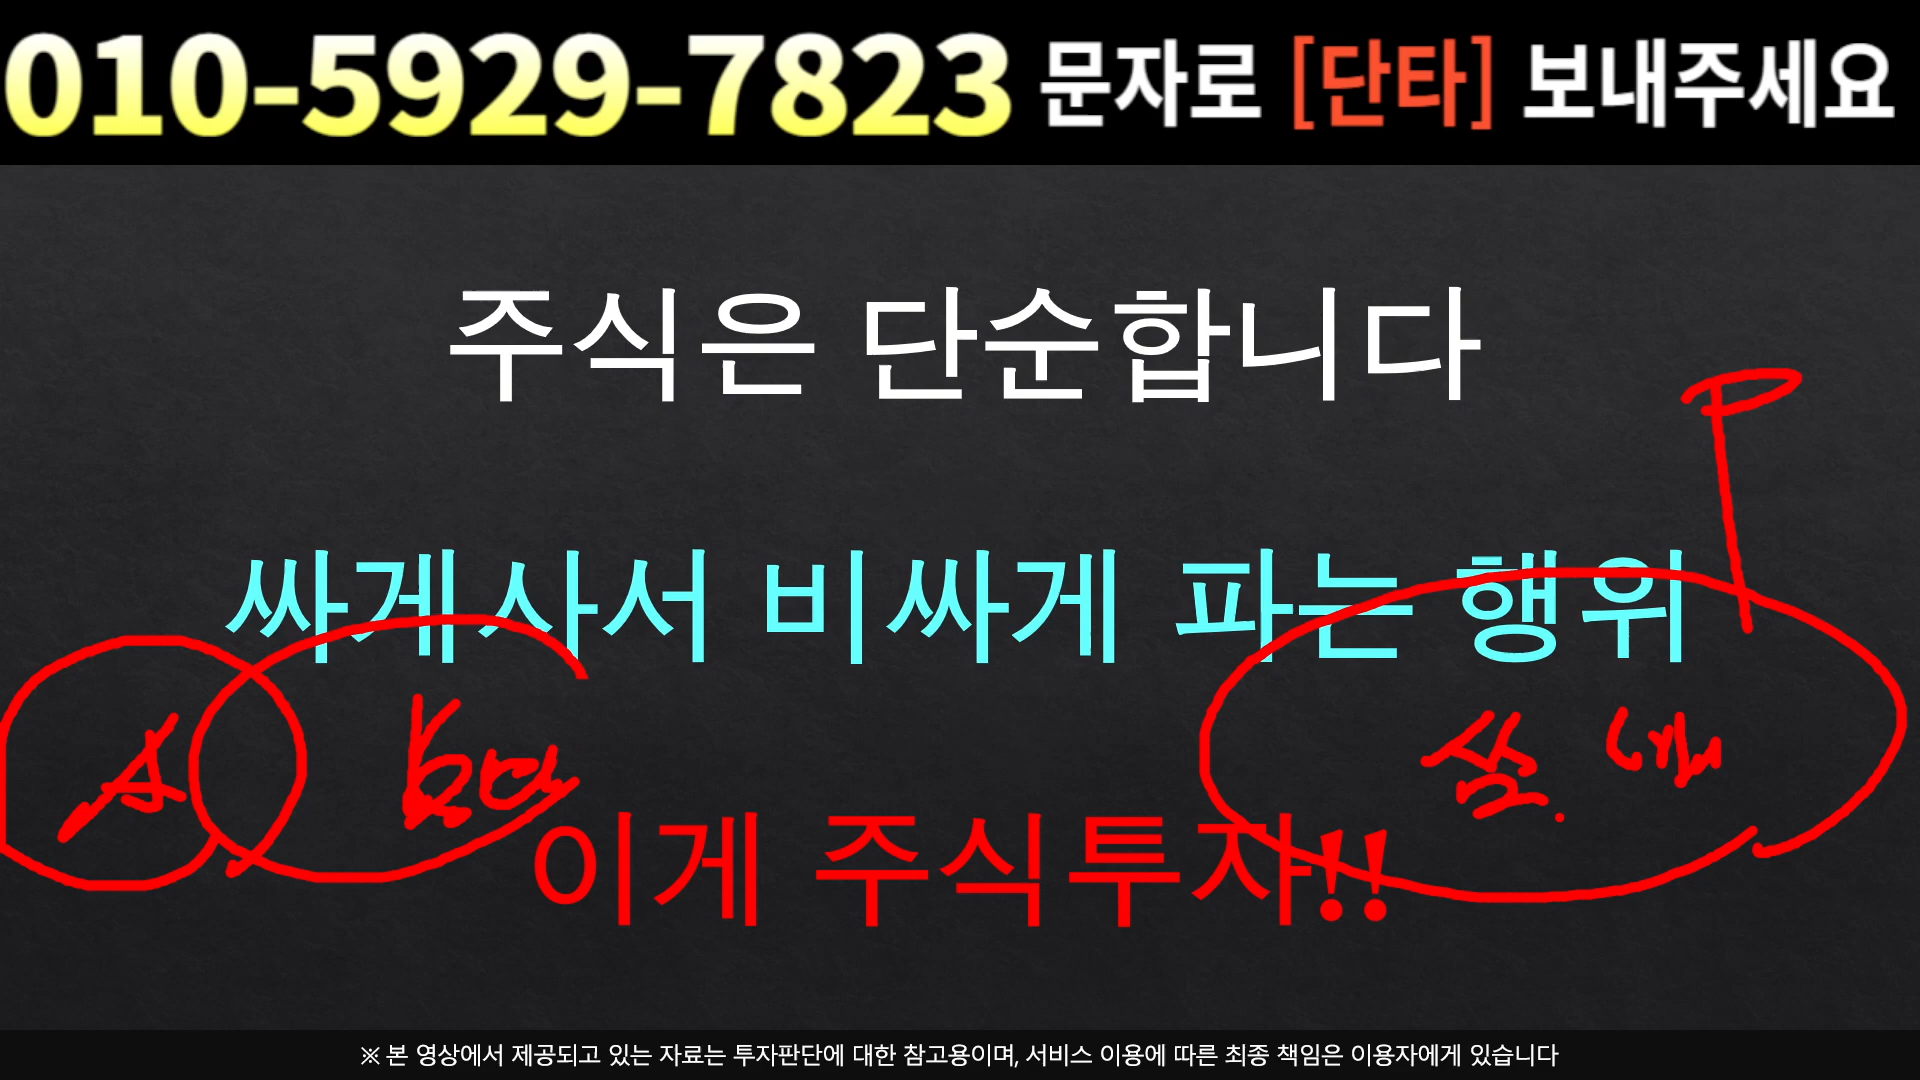 010-5929-7823 문자로 [단타] 보내주세요
주식은 단순합니다
싸게사서 비싸게 파는 행위
이게 주식투자!!
※ 본 영상에서 제공되고 있는 자료는 투자판단에 대한 참고용이며, 서비스 이용에 따른 최종 책임은 이용자에게 있습니다